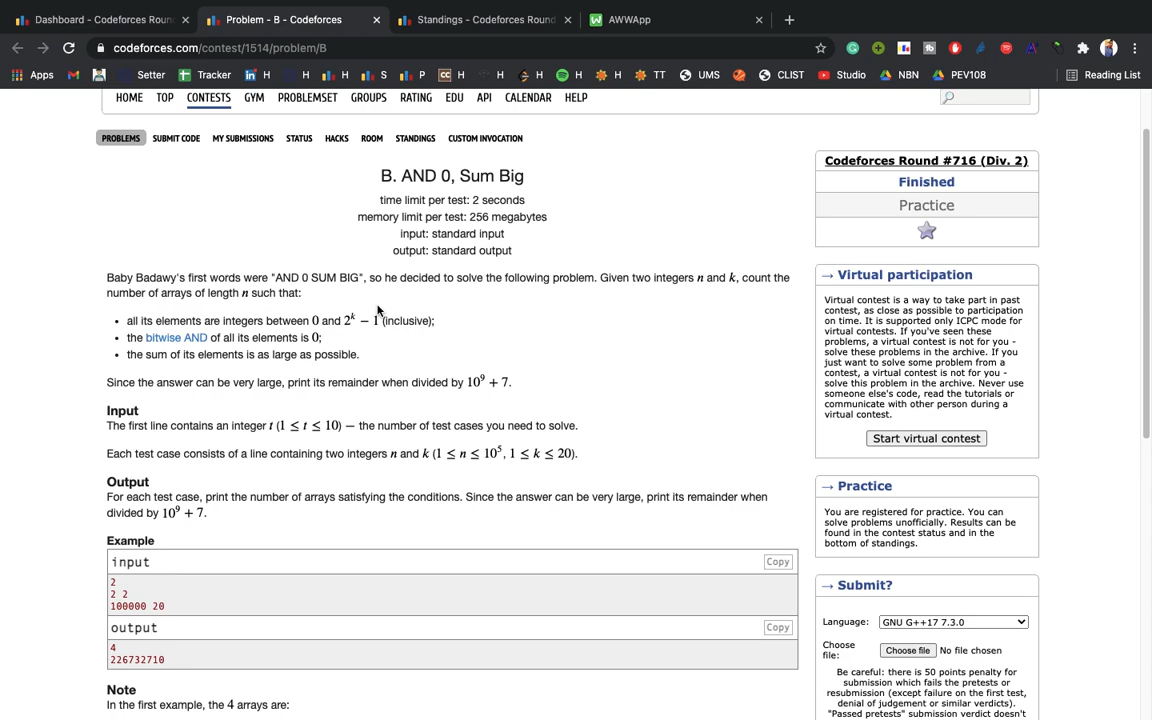 Dashboard - Codeforces Round
Problem - B - Codeforces
Standings - Codeforces Round
AWWApp
codeforces.com/contest/1514/problem/B
Apps
Setter
Tracker
H
H
H
S
P
H
H
H
H
H
TT
UMS
CLIST
Studio
NBN
PEV108
Reading List
HOME TOP CONTESTS GYM PROBLEMSET GROUPS RATING EDU API CALENDAR HELP
PROBLEMS SUBMIT CODE MY SUBMISSIONS STATUS HACKS ROOM STANDINGS CUSTOM INVOCATION
B. AND 0, Sum Big
time limit per test: 2 seconds
memory limit per test: 256 megabytes
input: standard input
output: standard output
Baby Badawy's first words were "AND 0 SUM BIG", so he decided to solve the following problem. Given two integers n and k, count the
number of arrays of length n such that:
• all its elements are integers between 0 and 2^k − 1 (inclusive);
• the bitwise AND of all its elements is 0;
• the sum of its elements is as large as possible.
Since the answer can be very large, print its remainder when divided by 10^9 + 7.
Input
The first line contains an integer t (1 ≤ t ≤ 10) — the number of test cases you need to solve.
Each test case consists of a line containing two integers n and k (1 ≤ n ≤ 10^5, 1 ≤ k ≤ 20).
Output
For each test case, print the number of arrays satisfying the conditions. Since the answer can be very large, print its remainder when
divided by 10^9 + 7.
Example
input
Copy
2
2 2
100000 20
output
Copy
4
226732710
Note
In the first example, the 4 arrays are:
Codeforces Round #716 (Div. 2)
Finished
Practice
→ Virtual participation
Virtual contest is a way to take part in past
contest, as close as possible to participation
on time. It is supported only ICPC mode for
virtual contests. If you've seen these
problems, a virtual contest is not for you -
solve these problems in the archive. If you
just want to solve some problem from a
contest, a virtual contest is not for you -
solve this problem in the archive. Never use
someone else's code, read the tutorials or
communicate with other person during a
virtual contest.
Start virtual contest
→ Practice
You are registered for practice. You can
solve problems unofficially. Results can be
found in the contest status and in the
bottom of standings.
→ Submit?
Language: GNU G++17 7.3.0
Choose
file: Choose file No file chosen
Be careful: there is 50 points penalty for
submission which fails the pretests or
resubmission (except failure on the first test,
denial of judgement or similar verdicts).
"Passed pretests" submission verdict doesn't